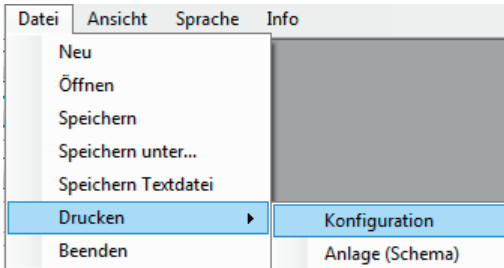 Datei Ansicht Sprache Info
Neu
Öffnen
Speichern
Speichern unter...
Speichern Textdatei
Drucken Konfiguration
Beenden Anlage (Schema)